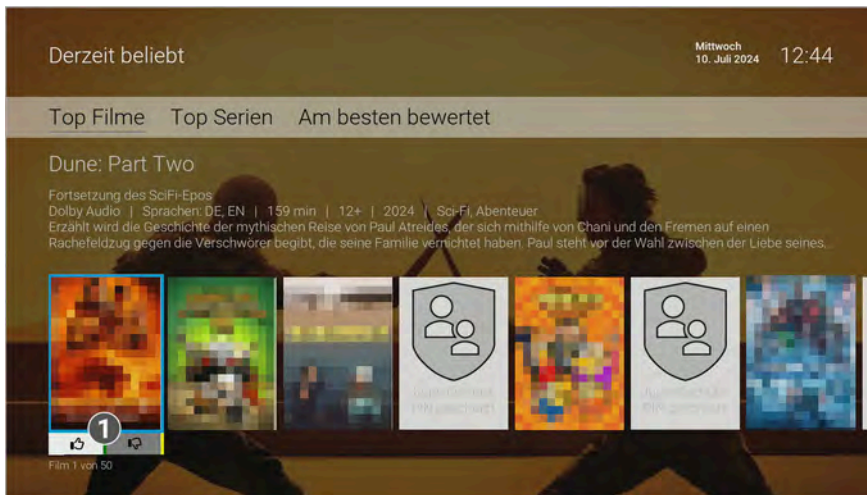 Derzeit beliebt
Mittwoch
10. Juli 2024
12:44
Top Filme Top Serien Am besten bewertet
Dune: Part Two
Fortsetzung des SciFi-Epos
Dolby Audio | Sprachen: DE, EN | 159 min | 12+ | 2024 | Sci-Fi, Abenteuer
Erzählt wird die Geschichte der mythischen Reise von Paul Atreides, der sich mithilfe von Chani und den Fremen auf einen
Rachefeldzug gegen die Verschwörer begibt, die seine Familie vernichtet haben. Paul steht vor der Wahl zwischen der Liebe seines...
1
Film 1 von 50